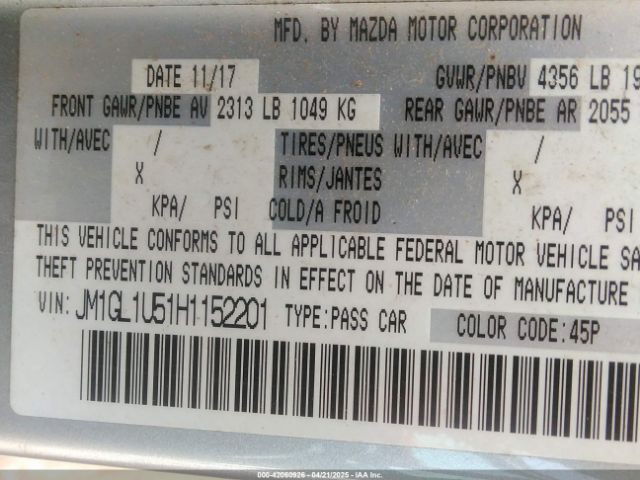 MFD. BY MAZDA MOTOR CORPORATION
DATE 11/17 GVWR/PNBV 4356 LB 19
FRONT GAWR/PNBE AV 2313 LB 1049 KG REAR GAWR/PNBE AR 2055
WITH/AVEC / TIRES/PNEUS WITH/AVEC /
X RIMS/JANTES X
KPA/ PSI COLD/A FROID KPA/ PSI
THIS VEHICLE CONFORMS TO ALL APPLICABLE FEDERAL MOTOR VEHICLE SA
THEFT PREVENTION STANDARDS IN EFFECT ON THE DATE OF MANUFACTURE
VIN: JM1GL1U51H1152201 TYPE:PASS CAR COLOR CODE:45P
000-42060926 - 04/21/2025 - IAA Inc.